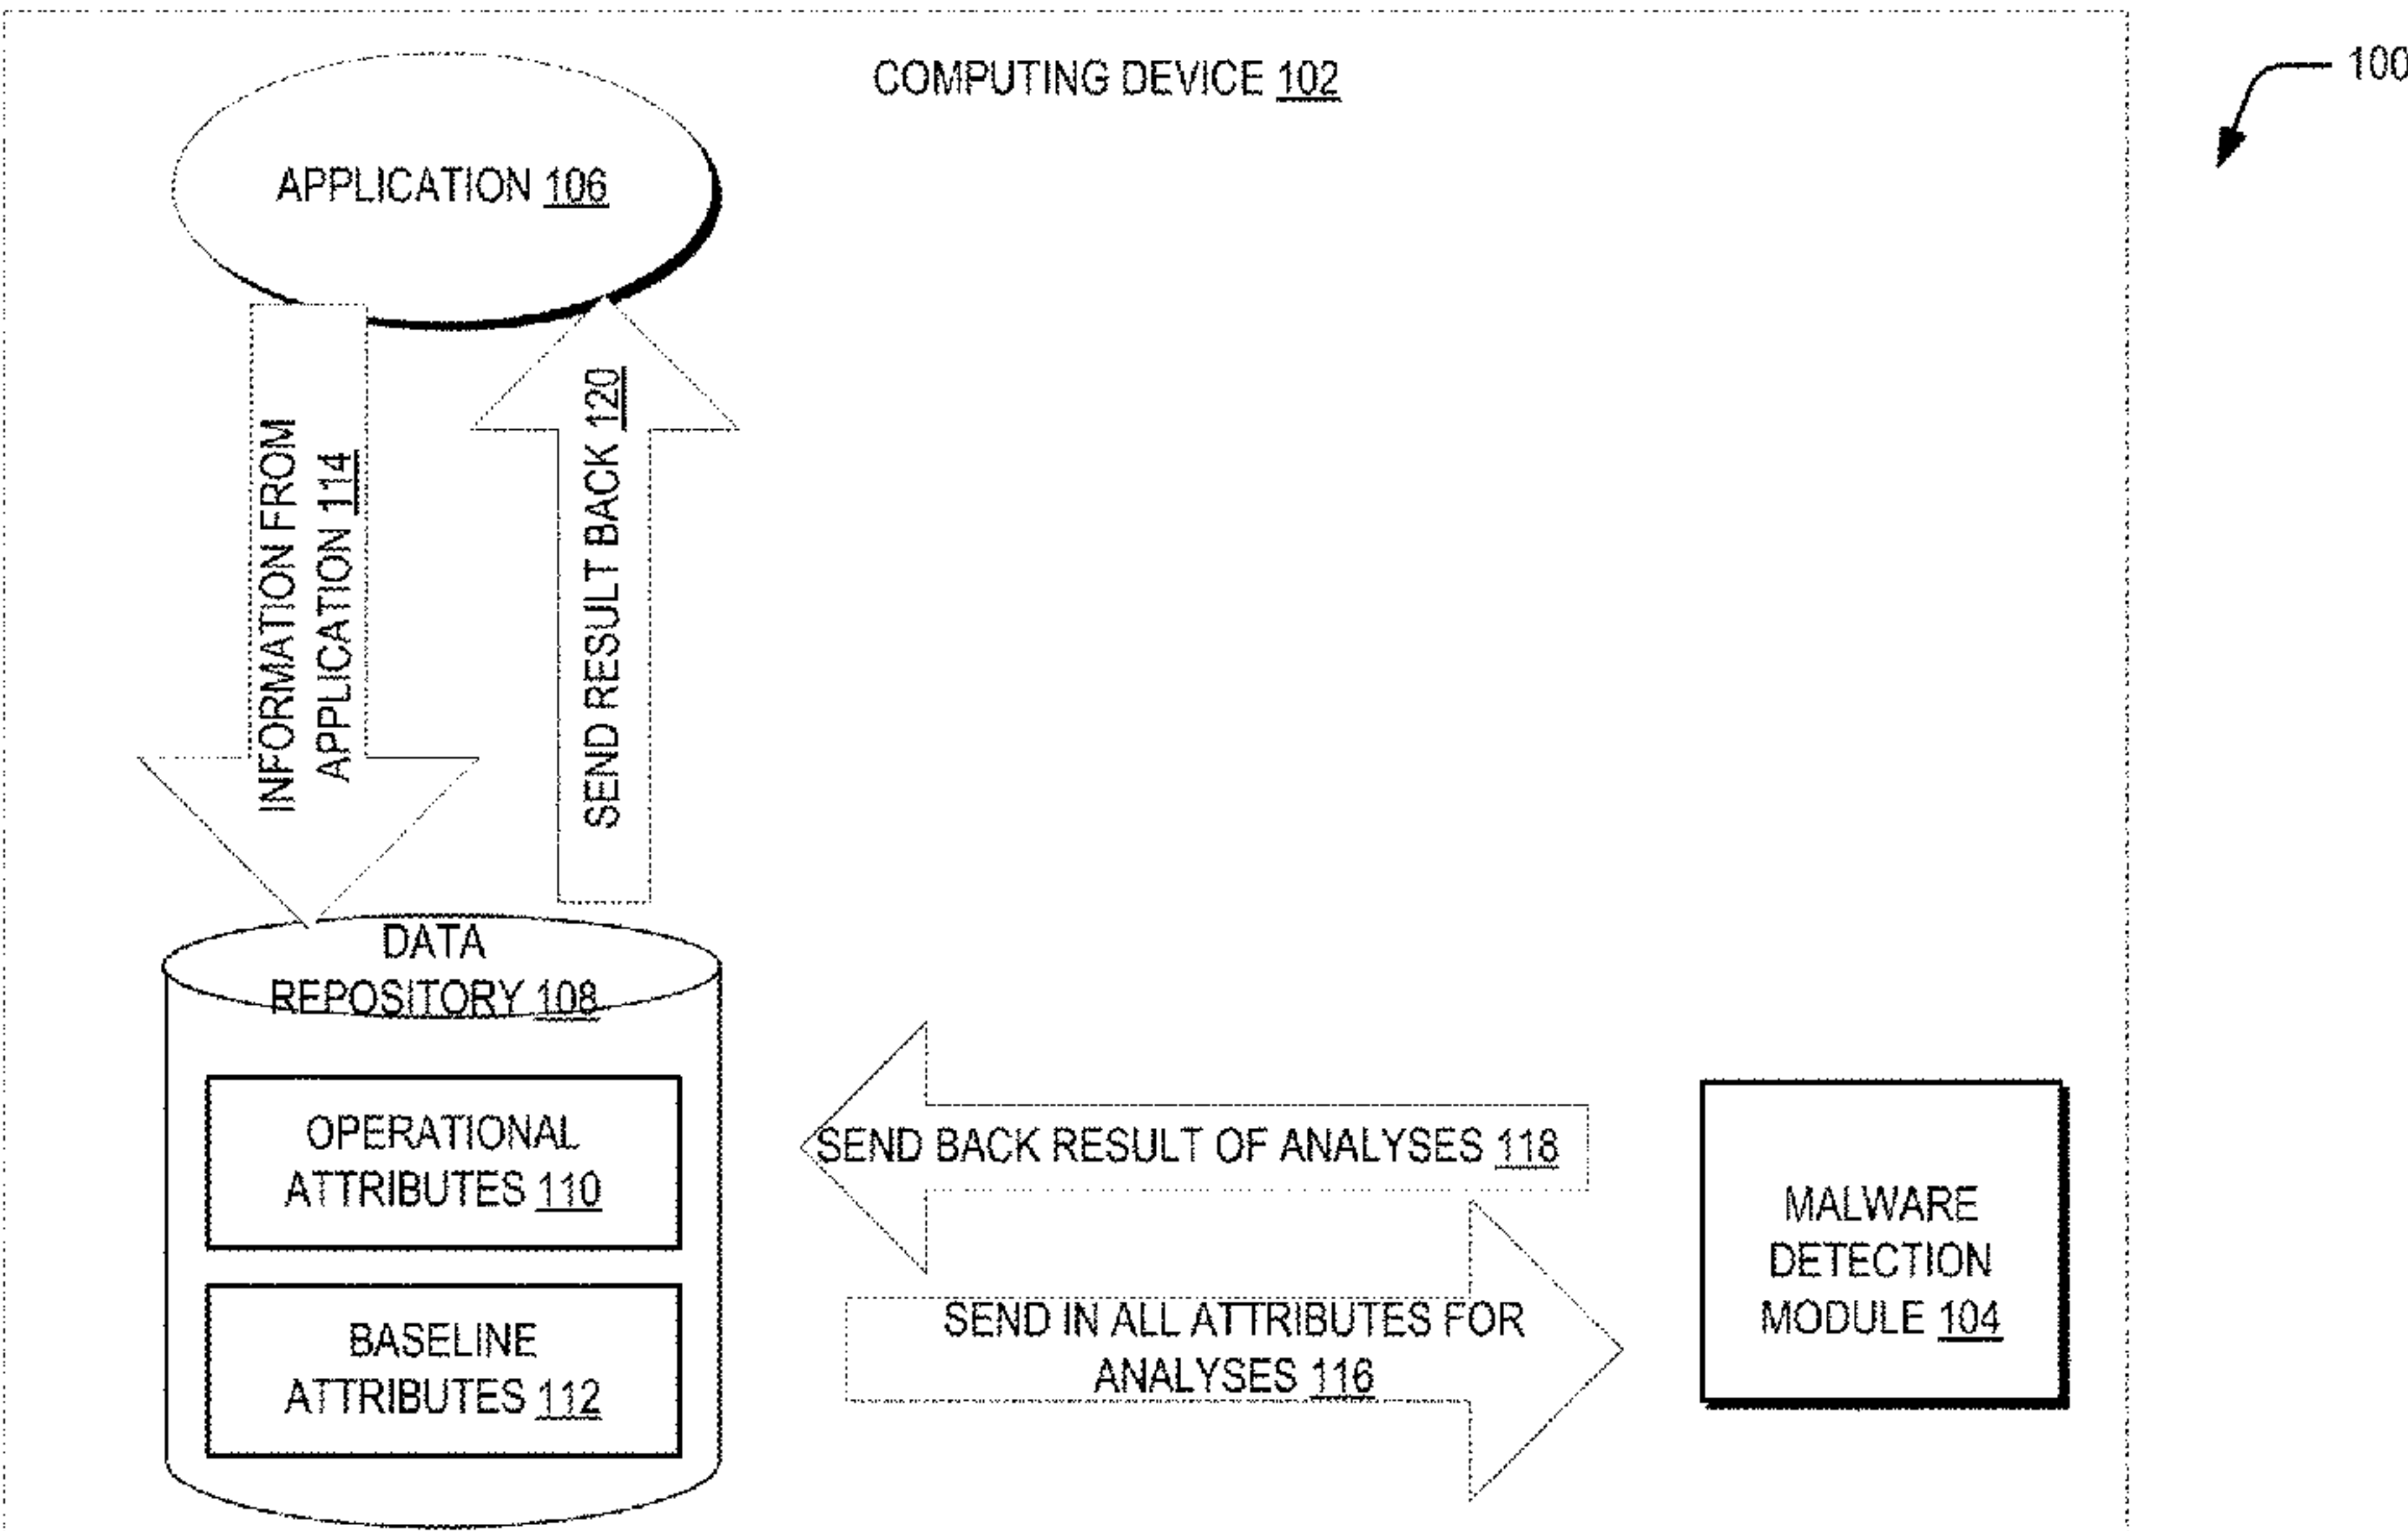 COMPUTING DEVICE 102
100
APPLICATION 106
INFORMATION FROM
APPLICATION 114
SEND RESULT BACK 120
DATA
REPOSITORY 108
OPERATIONAL
ATTRIBUTES 110
BASELINE
ATTRIBUTES 112
SEND BACK RESULT OF ANALYSES 118
SEND IN ALL ATTRIBUTES FOR
ANALYSES 116
MALWARE
DETECTION
MODULE 104